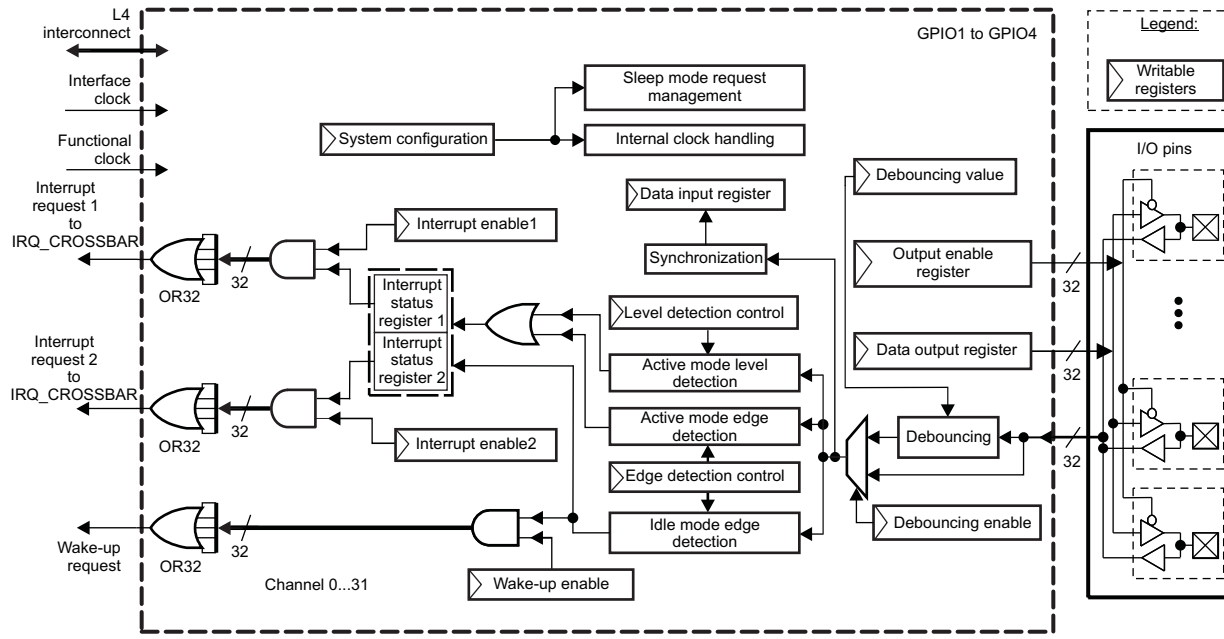 L4
interconnect
GPIO1 to GPIO4
Legend:
Writable
registers
Interface
clock
Functional
clock
Sleep mode request
management
System configuration
Internal clock handling
I/O pins
Interrupt
request 1
to
IRQ_CROSSBAR
Interrupt enable1
Data input register
Debouncing value
Synchronization
Output enable
register
32
OR32
32
Interrupt
status
register 1
Level detection control
Interrupt
status
register 2
Active mode level
detection
Data output register
32
Interrupt
request 2
to
IRQ_CROSSBAR
OR32
32
Interrupt enable2
Active mode edge
detection
Debouncing
32
Edge detection control
Idle mode edge
detection
Debouncing enable
Wake-up
request
OR32
32
Channel 0...31
Wake-up enable